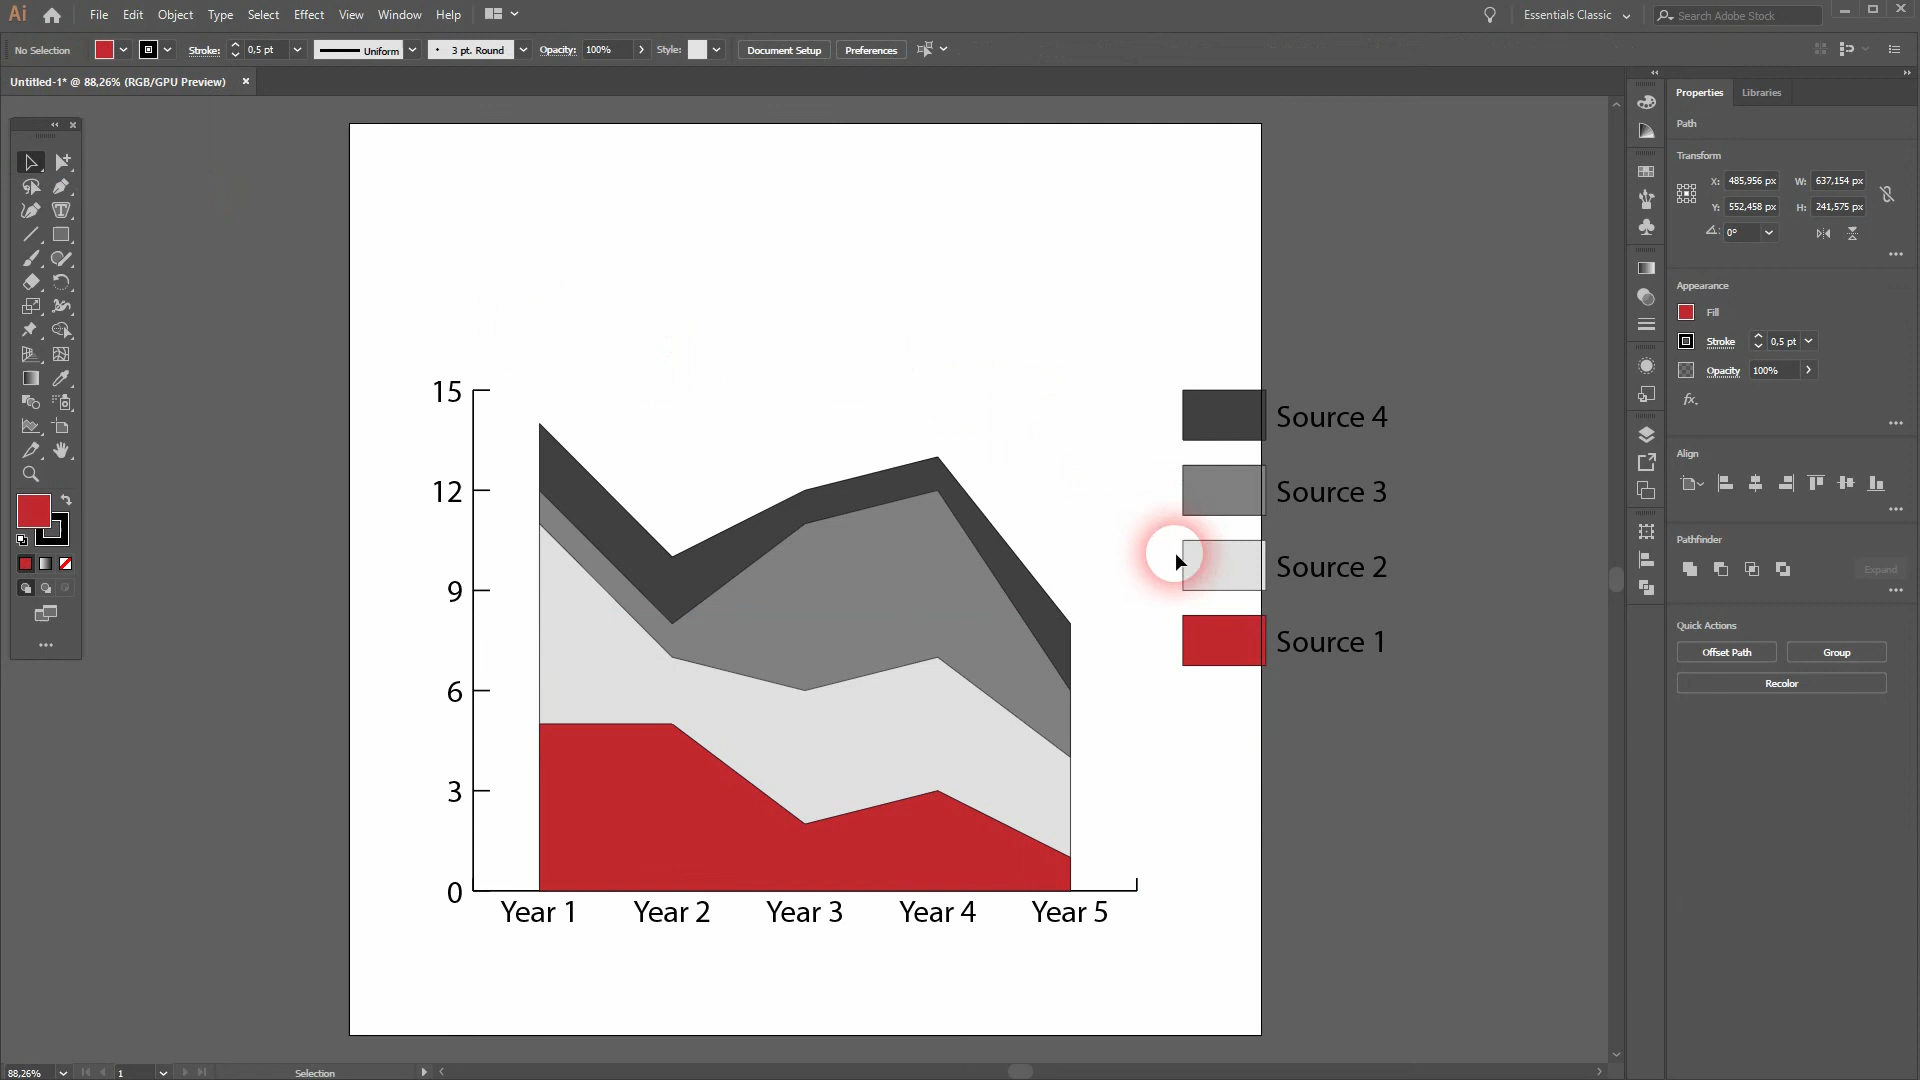 Ai File Edit Object Type Select Effect View Window Help Essentials Classic Search Adobe Stock
No Selection Stroke: 0,5 pt Uniform 3 pt. Round Opacity: 100% Style: Document Setup Preferences
Untitled-1* @ 88,26% (RGB/GPU Preview)
Properties Libraries
Path
Transform
X: 485,956 px W: 637,154 px
Y: 552,458 px H: 241,575 px
0°
Appearance
Fill
Stroke 0,5 pt
Opacity 100%
fx.
Align
Pathfinder
Expand
Quick Actions
Offset Path Group
Recolor
15
12
9
6
3
0
Year 1 Year 2 Year 3 Year 4 Year 5
Source 4
Source 3
Source 2
Source 1
88,26% 1 Selection